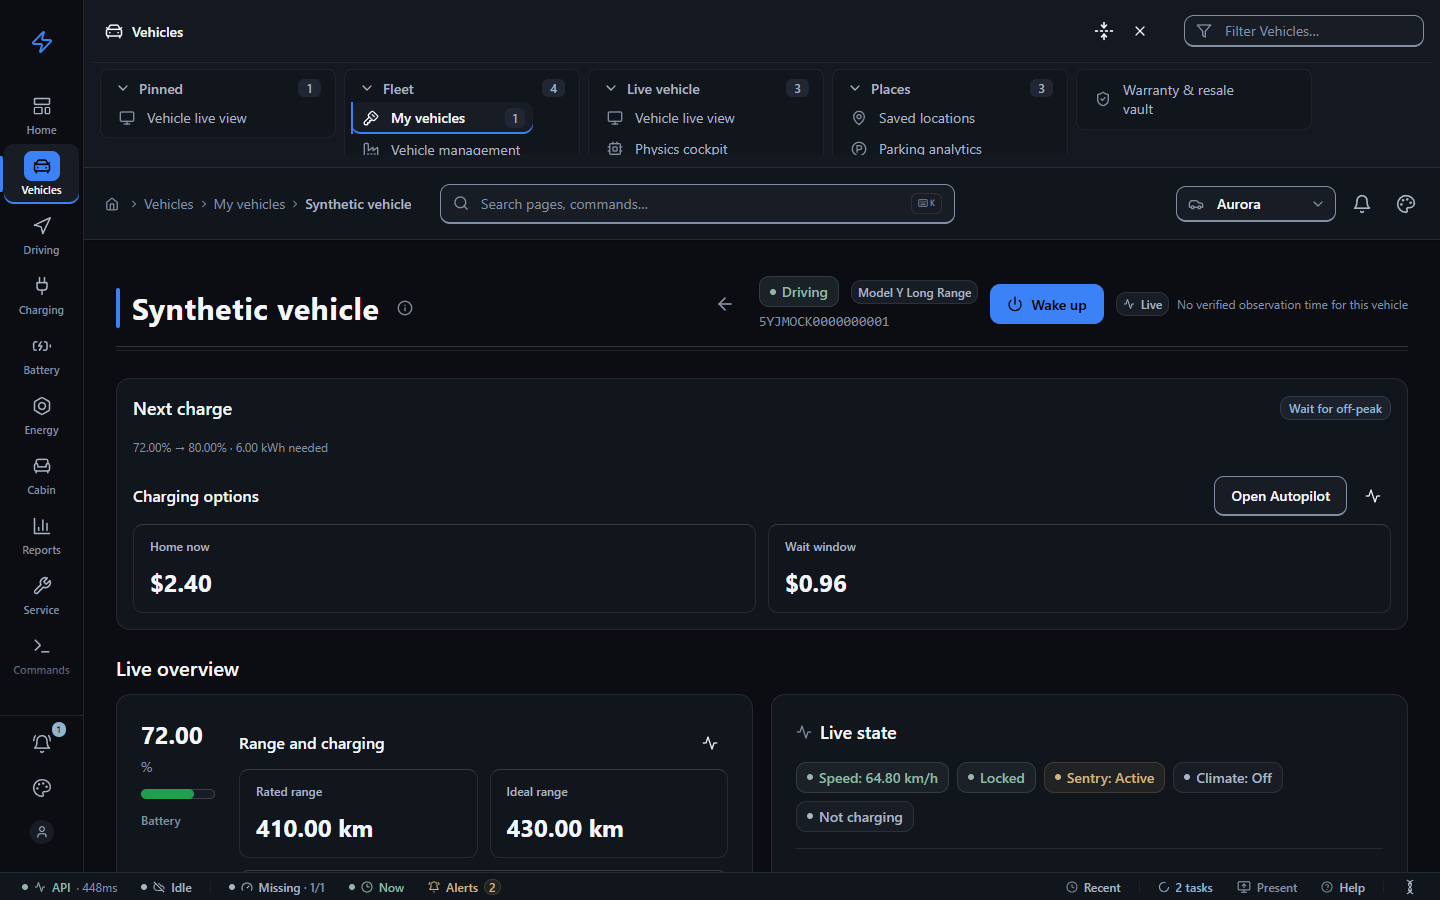 Home
Vehicles
Driving
Charging
Battery
Energy
Cabin
Reports
Service
Commands
1
Vehicles
Filter Vehicles...
Pinned 1
Vehicle live view
Fleet 4
My vehicles 1
Vehicle management
Live vehicle 3
Vehicle live view
Physics cockpit
Places 3
Saved locations
Parking analytics
Warranty & resale
vault
Vehicles My vehicles Synthetic vehicle
Search pages, commands... K
Aurora
Synthetic vehicle
Driving
Model Y Long Range
5YJMOCK0000000001
Wake up
Live
No verified observation time for this vehicle
Next charge
Wait for off-peak
72.00% → 80.00% · 6.00 kWh needed
Charging options
Open Autopilot
Home now
$2.40
Wait window
$0.96
Live overview
72.00
%
Battery
Range and charging
Rated range
410.00 km
Ideal range
430.00 km
Live state
Speed: 64.80 km/h
Locked
Sentry: Active
Climate: Off
Not charging
API · 448ms
Idle
Missing · 1/1
Now
Alerts 2
Recent
2 tasks
Present
Help